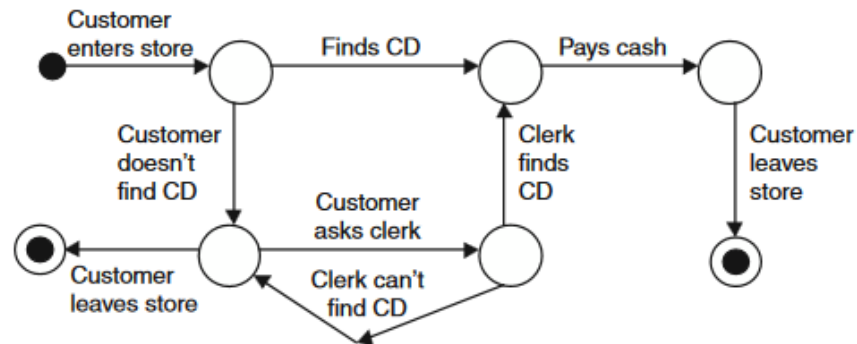 Customer
enters store
Finds CD
Pays cash
Customer
doesn't
find CD
Clerk
finds
CD
Customer
leaves
store
Customer
asks clerk
Customer
leaves store
Clerk can't
find CD